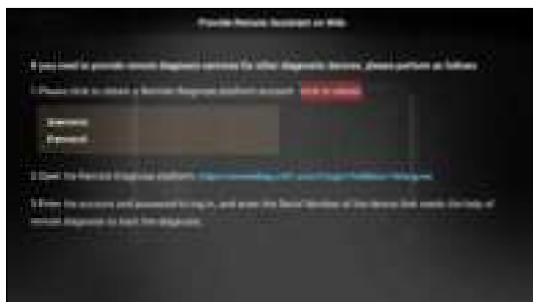 Provide Remote Assistant on Web
If you need to provide remote diagnosis services for other diagnostic devices, please perform as follows:
1.Please click to obtain a Remote diagnosis platform account
click to obtain
Username:
Password:
2.Open the Remote diagnosis platform
3.Enter the account and password to log in, and enter the Serial Number of the device that needs the help of
remote diagnosis to start the diagnosis.